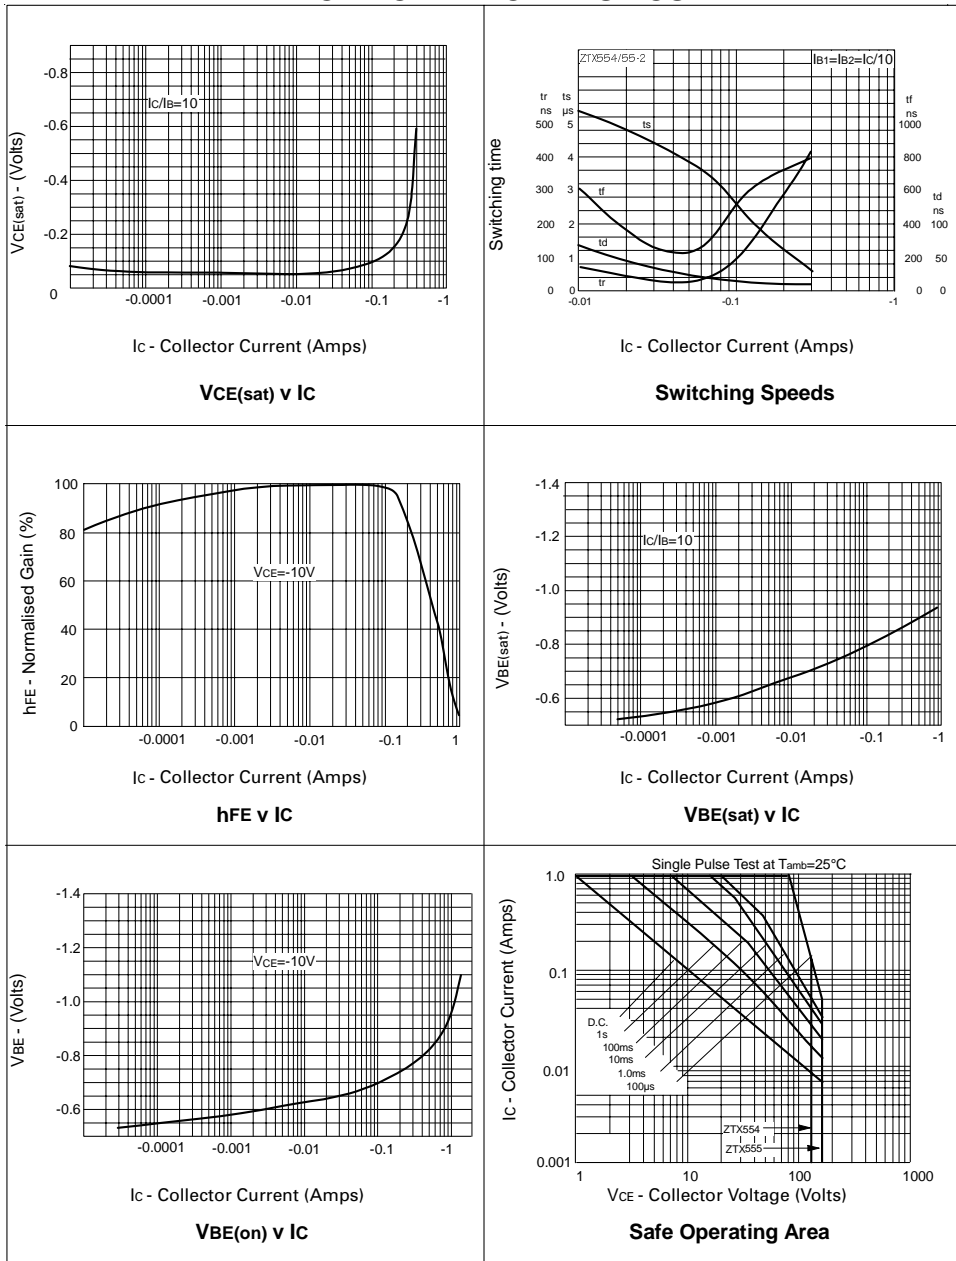 -0.8
-0.6
-0.4
-0.2
0
VCE(sat) - (Volts)
IC/IB=10
-0.0001 -0.001 -0.01 -0.1 -1
IC - Collector Current (Amps)
VCE(sat) v IC
ZTX554/55-2
IB1=IB2=IC/10
Switching time
tr ts
ns µs
500 5
400 4
300 3
200 2
100 1
0 0
ts
tf
td
tr
tf
ns
1000
800
600
td
ns
400 100
200 50
0 0
-0.01 -0.1 -1
IC - Collector Current (Amps)
Switching Speeds
100
80
60
40
20
0
hFE - Normalised Gain (%)
VCE=-10V
-0.0001 -0.001 -0.01 -0.1 1
IC - Collector Current (Amps)
hFE v IC
-1.4
-1.2
-1.0
-0.8
-0.6
VBE(sat) - (Volts)
IC/IB=10
-0.0001 -0.001 -0.01 -0.1 -1
IC - Collector Current (Amps)
VBE(sat) v IC
-1.4
-1.2
-1.0
-0.8
-0.6
VBE - (Volts)
VCE=-10V
-0.0001 -0.001 -0.01 -0.1 -1
IC - Collector Current (Amps)
VBE(on) v IC
Single Pulse Test at Tamb=25°C
1.0
0.1
0.01
0.001
IC - Collector Current (Amps)
D.C.
1s
100ms
10ms
1.0ms
100µs
ZTX554
ZTX555
1 10 100 1000
VCE - Collector Voltage (Volts)
Safe Operating Area